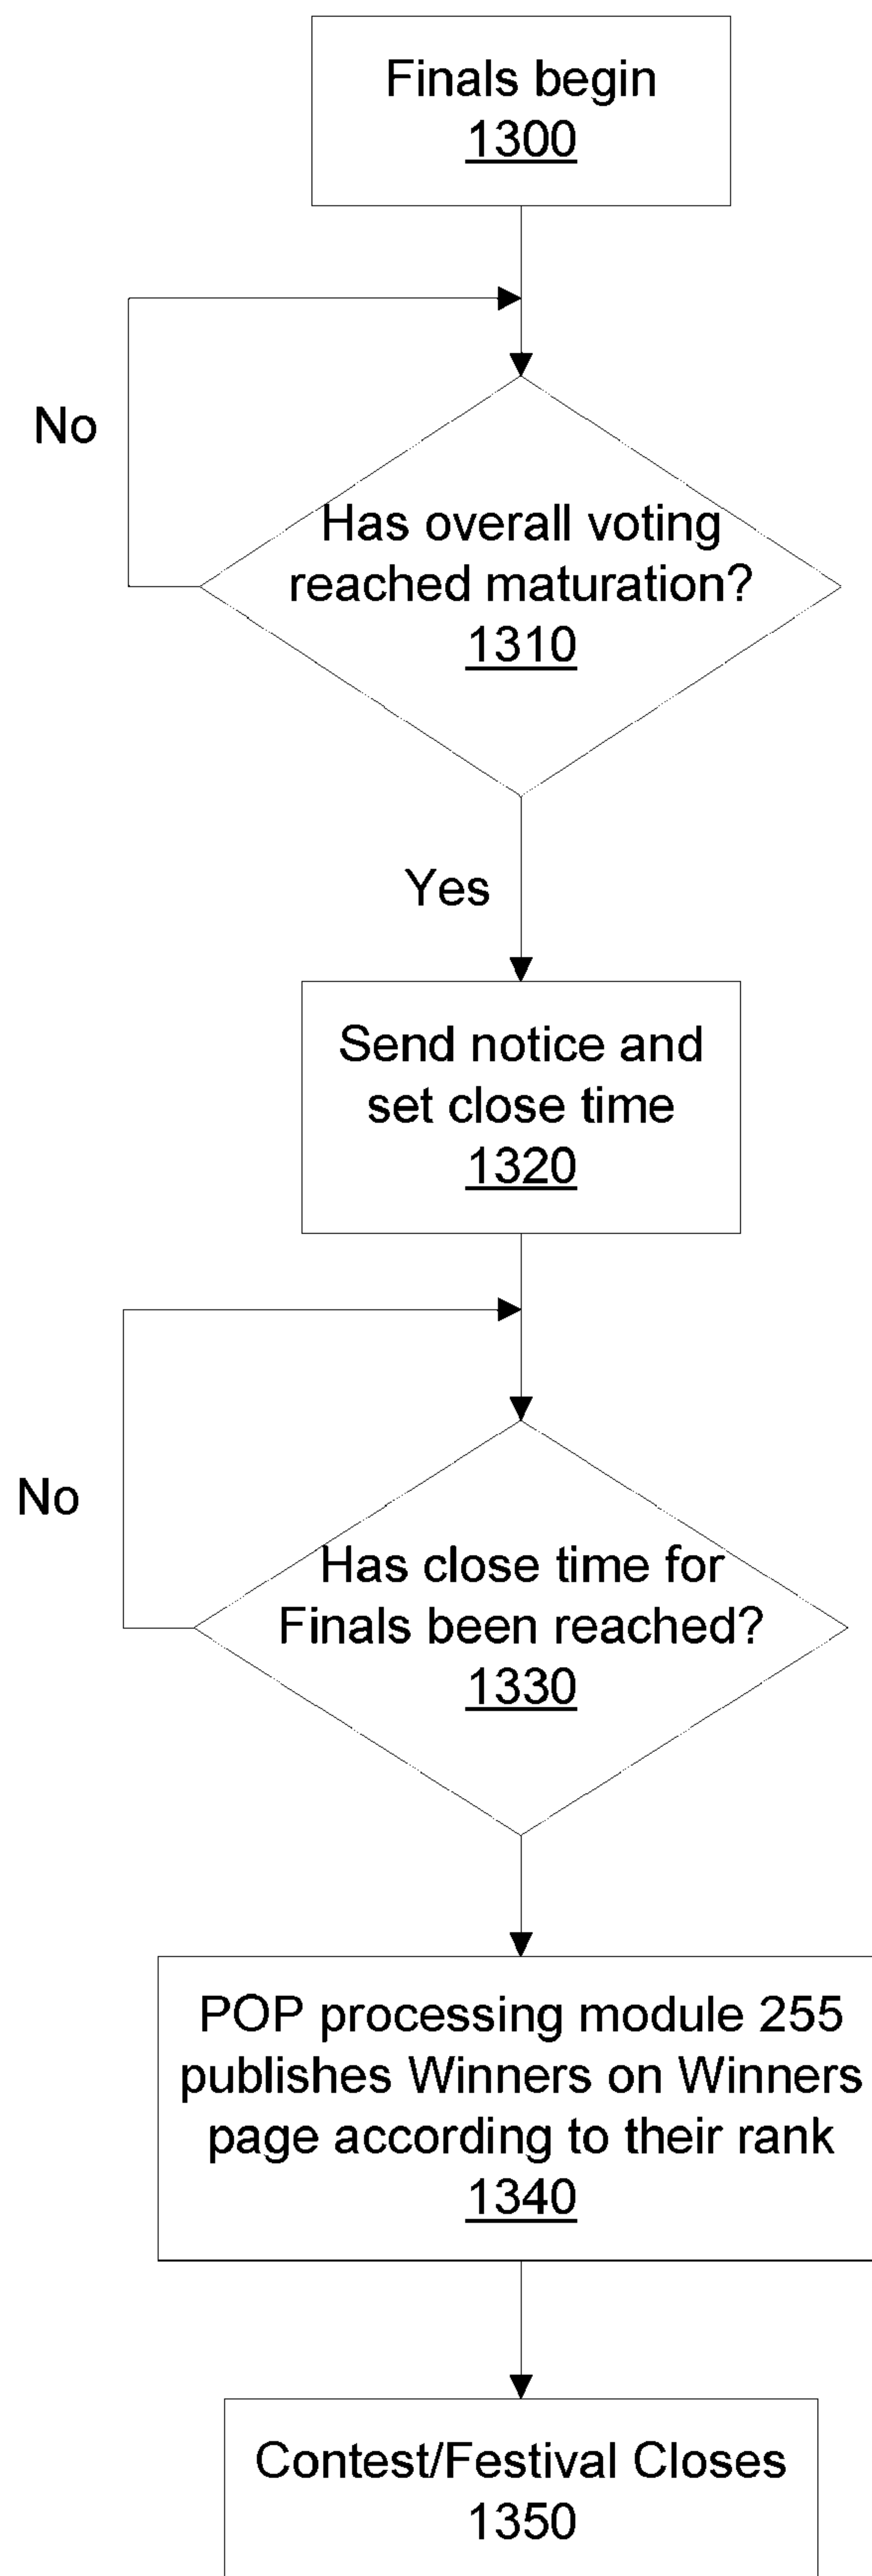 Finals begin
1300
No
Has overall voting
reached maturation?
1310
Yes
Send notice and
set close time
1320
No
Has close time for
Finals been reached?
1330
POP processing module 255
publishes Winners on Winners
page according to their rank
1340
Contest/Festival Closes
1350